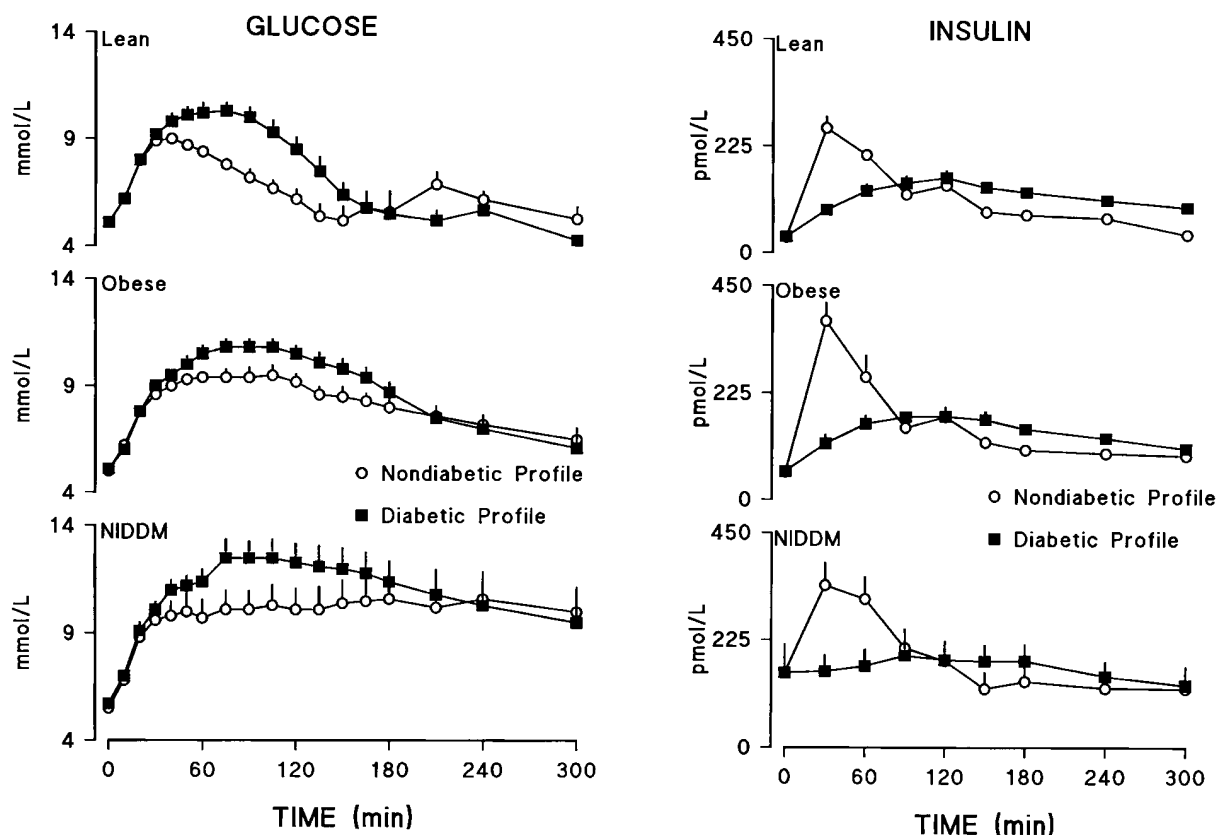 GLUCOSE
14
Lean
9
4
mmol/L
14
Obese
9
4
mmol/L
Nondiabetic Profile
Diabetic Profile
14
NIDDM
9
4
mmol/L
0 60 120 180 240 300
TIME (min)
INSULIN
450
Lean
225
0
pmol/L
450
Obese
225
0
pmol/L
Nondiabetic Profile
Diabetic Profile
450
NIDDM
225
0
pmol/L
0 60 120 180 240 300
TIME (min)